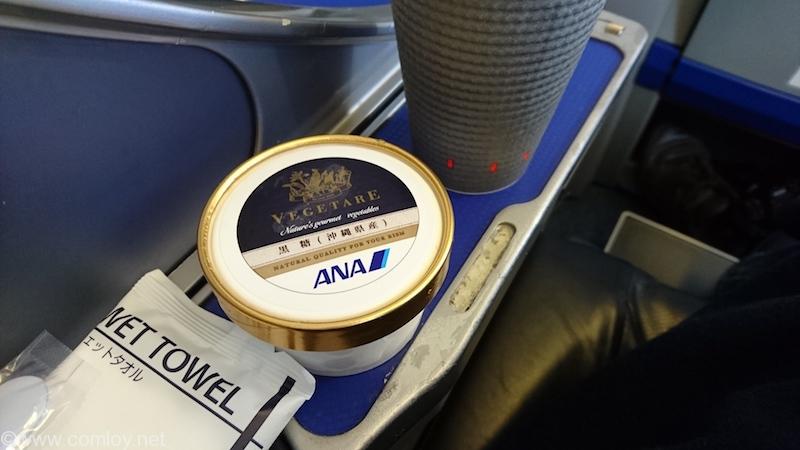 VEGETARE
Nature's gourmet vegetables
黒 糖 (沖縄県産)
NATURAL QUALITY FOR YOUR RISM
ANA
WET TOWEL
ェットタオル
©www.comloy.net